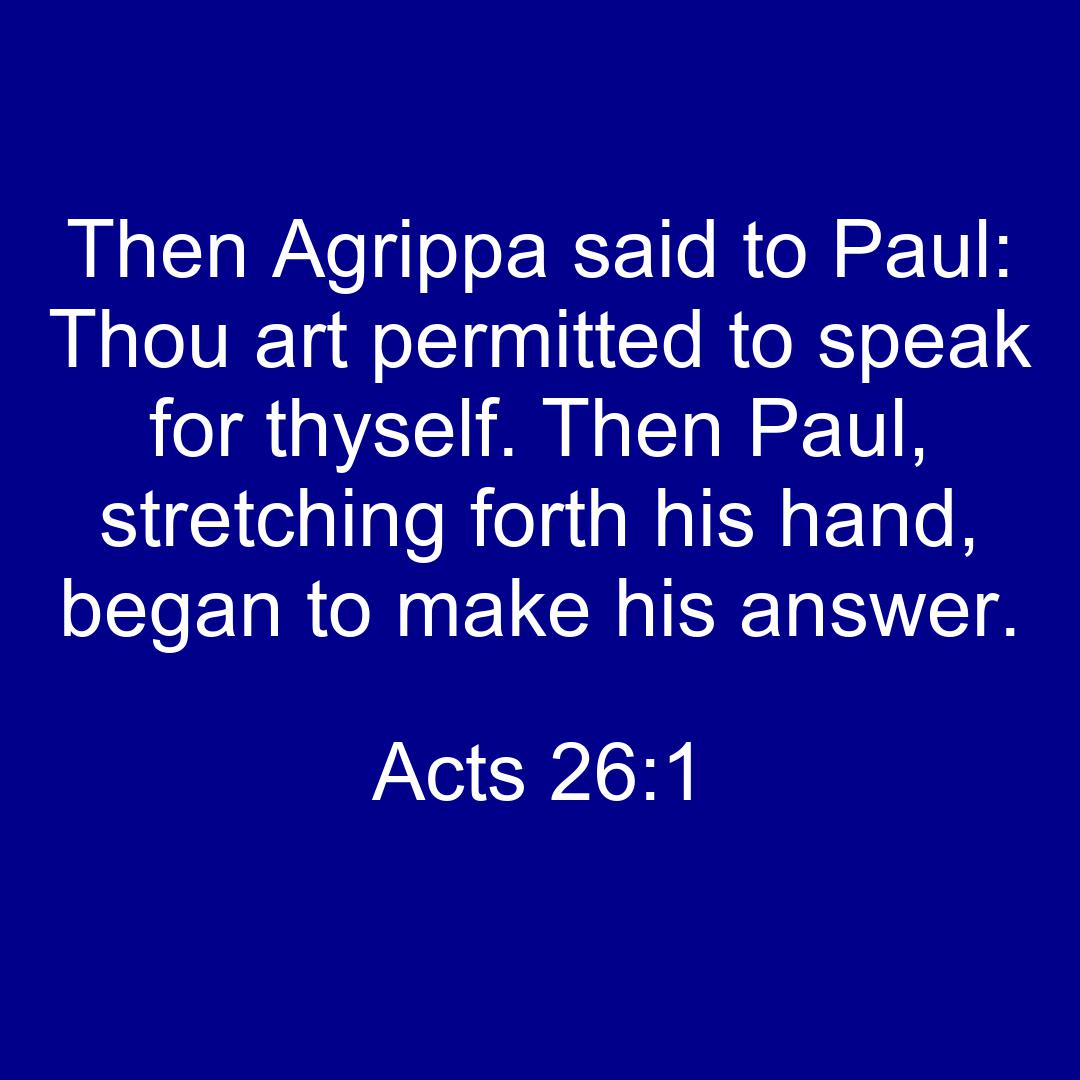 Then Agrippa said to Paul:
Thou art permitted to speak
for thyself. Then Paul,
stretching forth his hand,
began to make his answer.
Acts 26:1